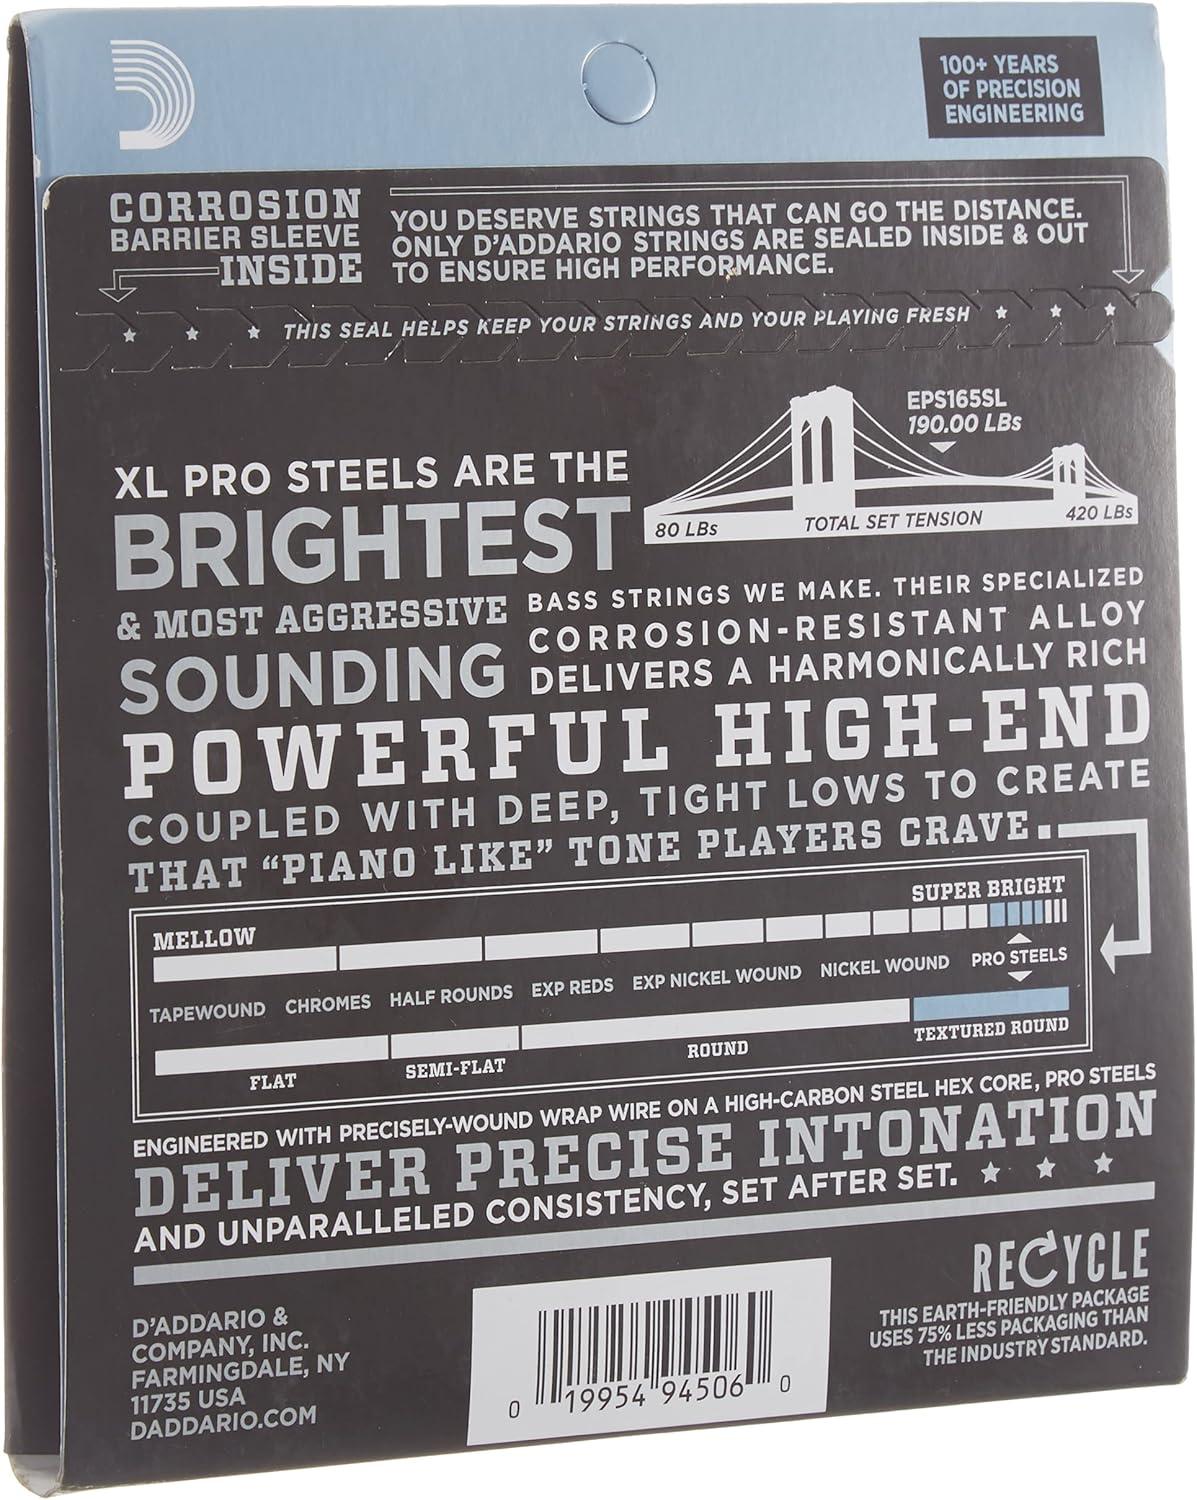 100+ YEARS
OF PRECISION
ENGINEERING
CORROSION
BARRIER SLEEVE
INSIDE
YOU DESERVE STRINGS THAT CAN GO THE DISTANCE.
ONLY D'ADDARIO STRINGS ARE SEALED INSIDE & OUT
TO ENSURE HIGH PERFORMANCE.
THIS SEAL HELPS KEEP YOUR STRINGS AND YOUR PLAYING FRESH
EPS165SL
190.00 LBs
80 LBs
TOTAL SET TENSION
420 LBs
XL PRO STEELS ARE THE
BRIGHTEST
& MOST AGGRESSIVE
SOUNDING
BASS STRINGS WE MAKE. THEIR SPECIALIZED
CORROSION-RESISTANT ALLOY
DELIVERS A HARMONICALLY RICH
POWERFUL HIGH-END
COUPLED WITH DEEP, TIGHT LOWS TO CREATE
THAT “PIANO LIKE” TONE PLAYERS CRAVE.
MELLOW
SUPER BRIGHT
TAPEWOUND CHROMES HALF ROUNDS EXP REDS EXP NICKEL WOUND NICKEL WOUND PRO STEELS
FLAT SEMI-FLAT ROUND TEXTURED ROUND
ENGINEERED WITH PRECISELY-WOUND WRAP WIRE ON A HIGH-CARBON STEEL HEX CORE, PRO STEELS
DELIVER PRECISE INTONATION
AND UNPARALLELED CONSISTENCY, SET AFTER SET.
D'ADDARIO &
COMPANY, INC.
FARMINGDALE, NY
11735 USA
DADDARIO.COM
0 19954 94506 0
RECYCLE
THIS EARTH-FRIENDLY PACKAGE
USES 75% LESS PACKAGING THAN
THE INDUSTRY STANDARD.